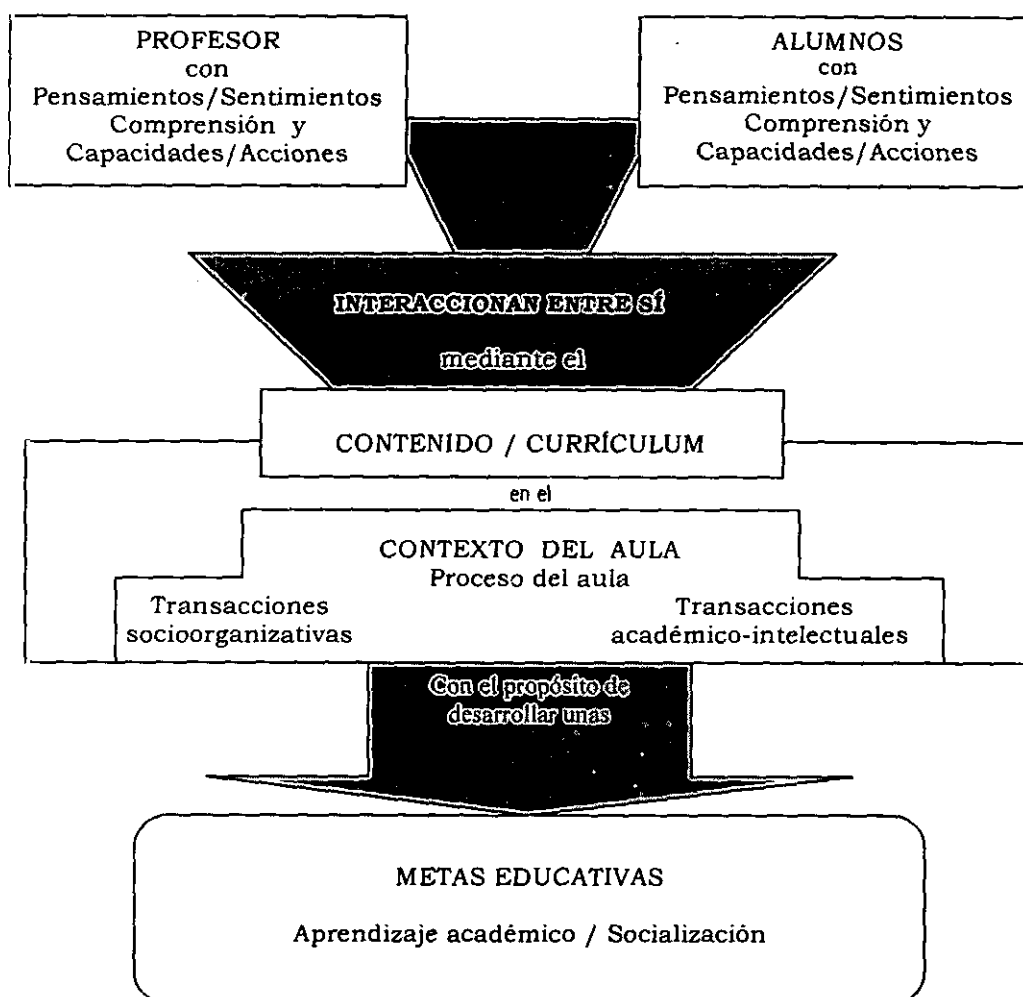 PROFESOR
con
Pensamientos/Sentimientos
Comprensión y
Capacidades/Acciones
ALUMNOS
con
Pensamientos/Sentimientos
Comprensión y
Capacidades/Acciones
INTERACCIONAN ENTRE SÍ
mediante el
CONTENIDO / CURRÍCULUM
en el
CONTEXTO DEL AULA
Proceso del aula
Transacciones
socioorganizativas
Transacciones
académico-intelectuales
Con el propósito de
desarrollar unas
METAS EDUCATIVAS
Aprendizaje académico / Socialización